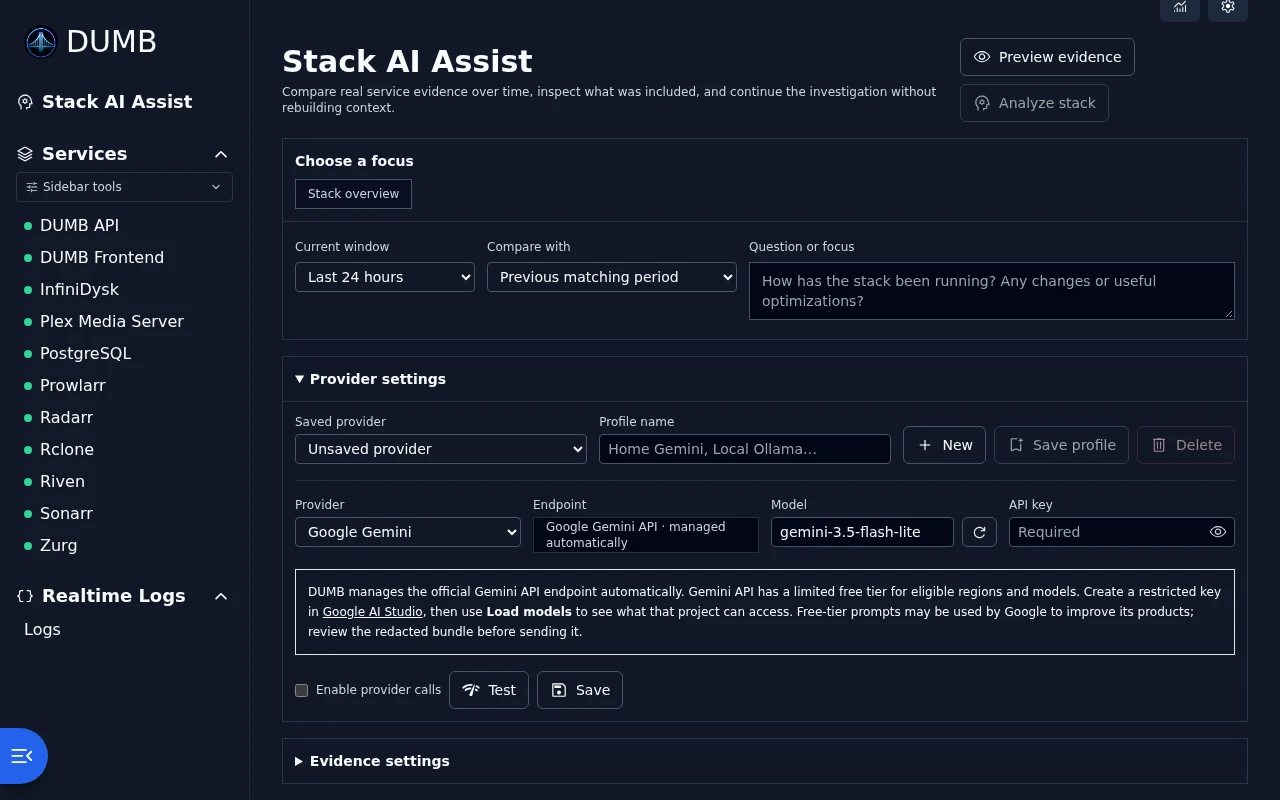 DUMB
Stack AI Assist
Services
Sidebar tools
DUMB API
DUMB Frontend
InfiniDysk
Plex Media Server
PostgreSQL
Prowlarr
Radarr
Rclone
Riven
Sonarr
Zurg
Realtime Logs
Logs
Stack AI Assist
Compare real service evidence over time, inspect what was included, and continue the investigation without
rebuilding context.
Preview evidence
Analyze stack
Choose a focus
Stack overview
Current window
Compare with
Question or focus
Last 24 hours
Previous matching period
How has the stack been running? Any changes or useful
optimizations?
Provider settings
Saved provider
Profile name
Unsaved provider
Home Gemini, Local Ollama...
New
Save profile
Delete
Provider
Endpoint
Model
API key
Google Gemini
Google Gemini API · managed
automatically
gemini-3.5-flash-lite
Required
DUMB manages the official Gemini API endpoint automatically. Gemini API has a limited free tier for eligible regions and models. Create a restricted key
in Google AI Studio, then use Load models to see what that project can access. Free-tier prompts may be used by Google to improve its products;
review the redacted bundle before sending it.
Enable provider calls
Test
Save
Evidence settings